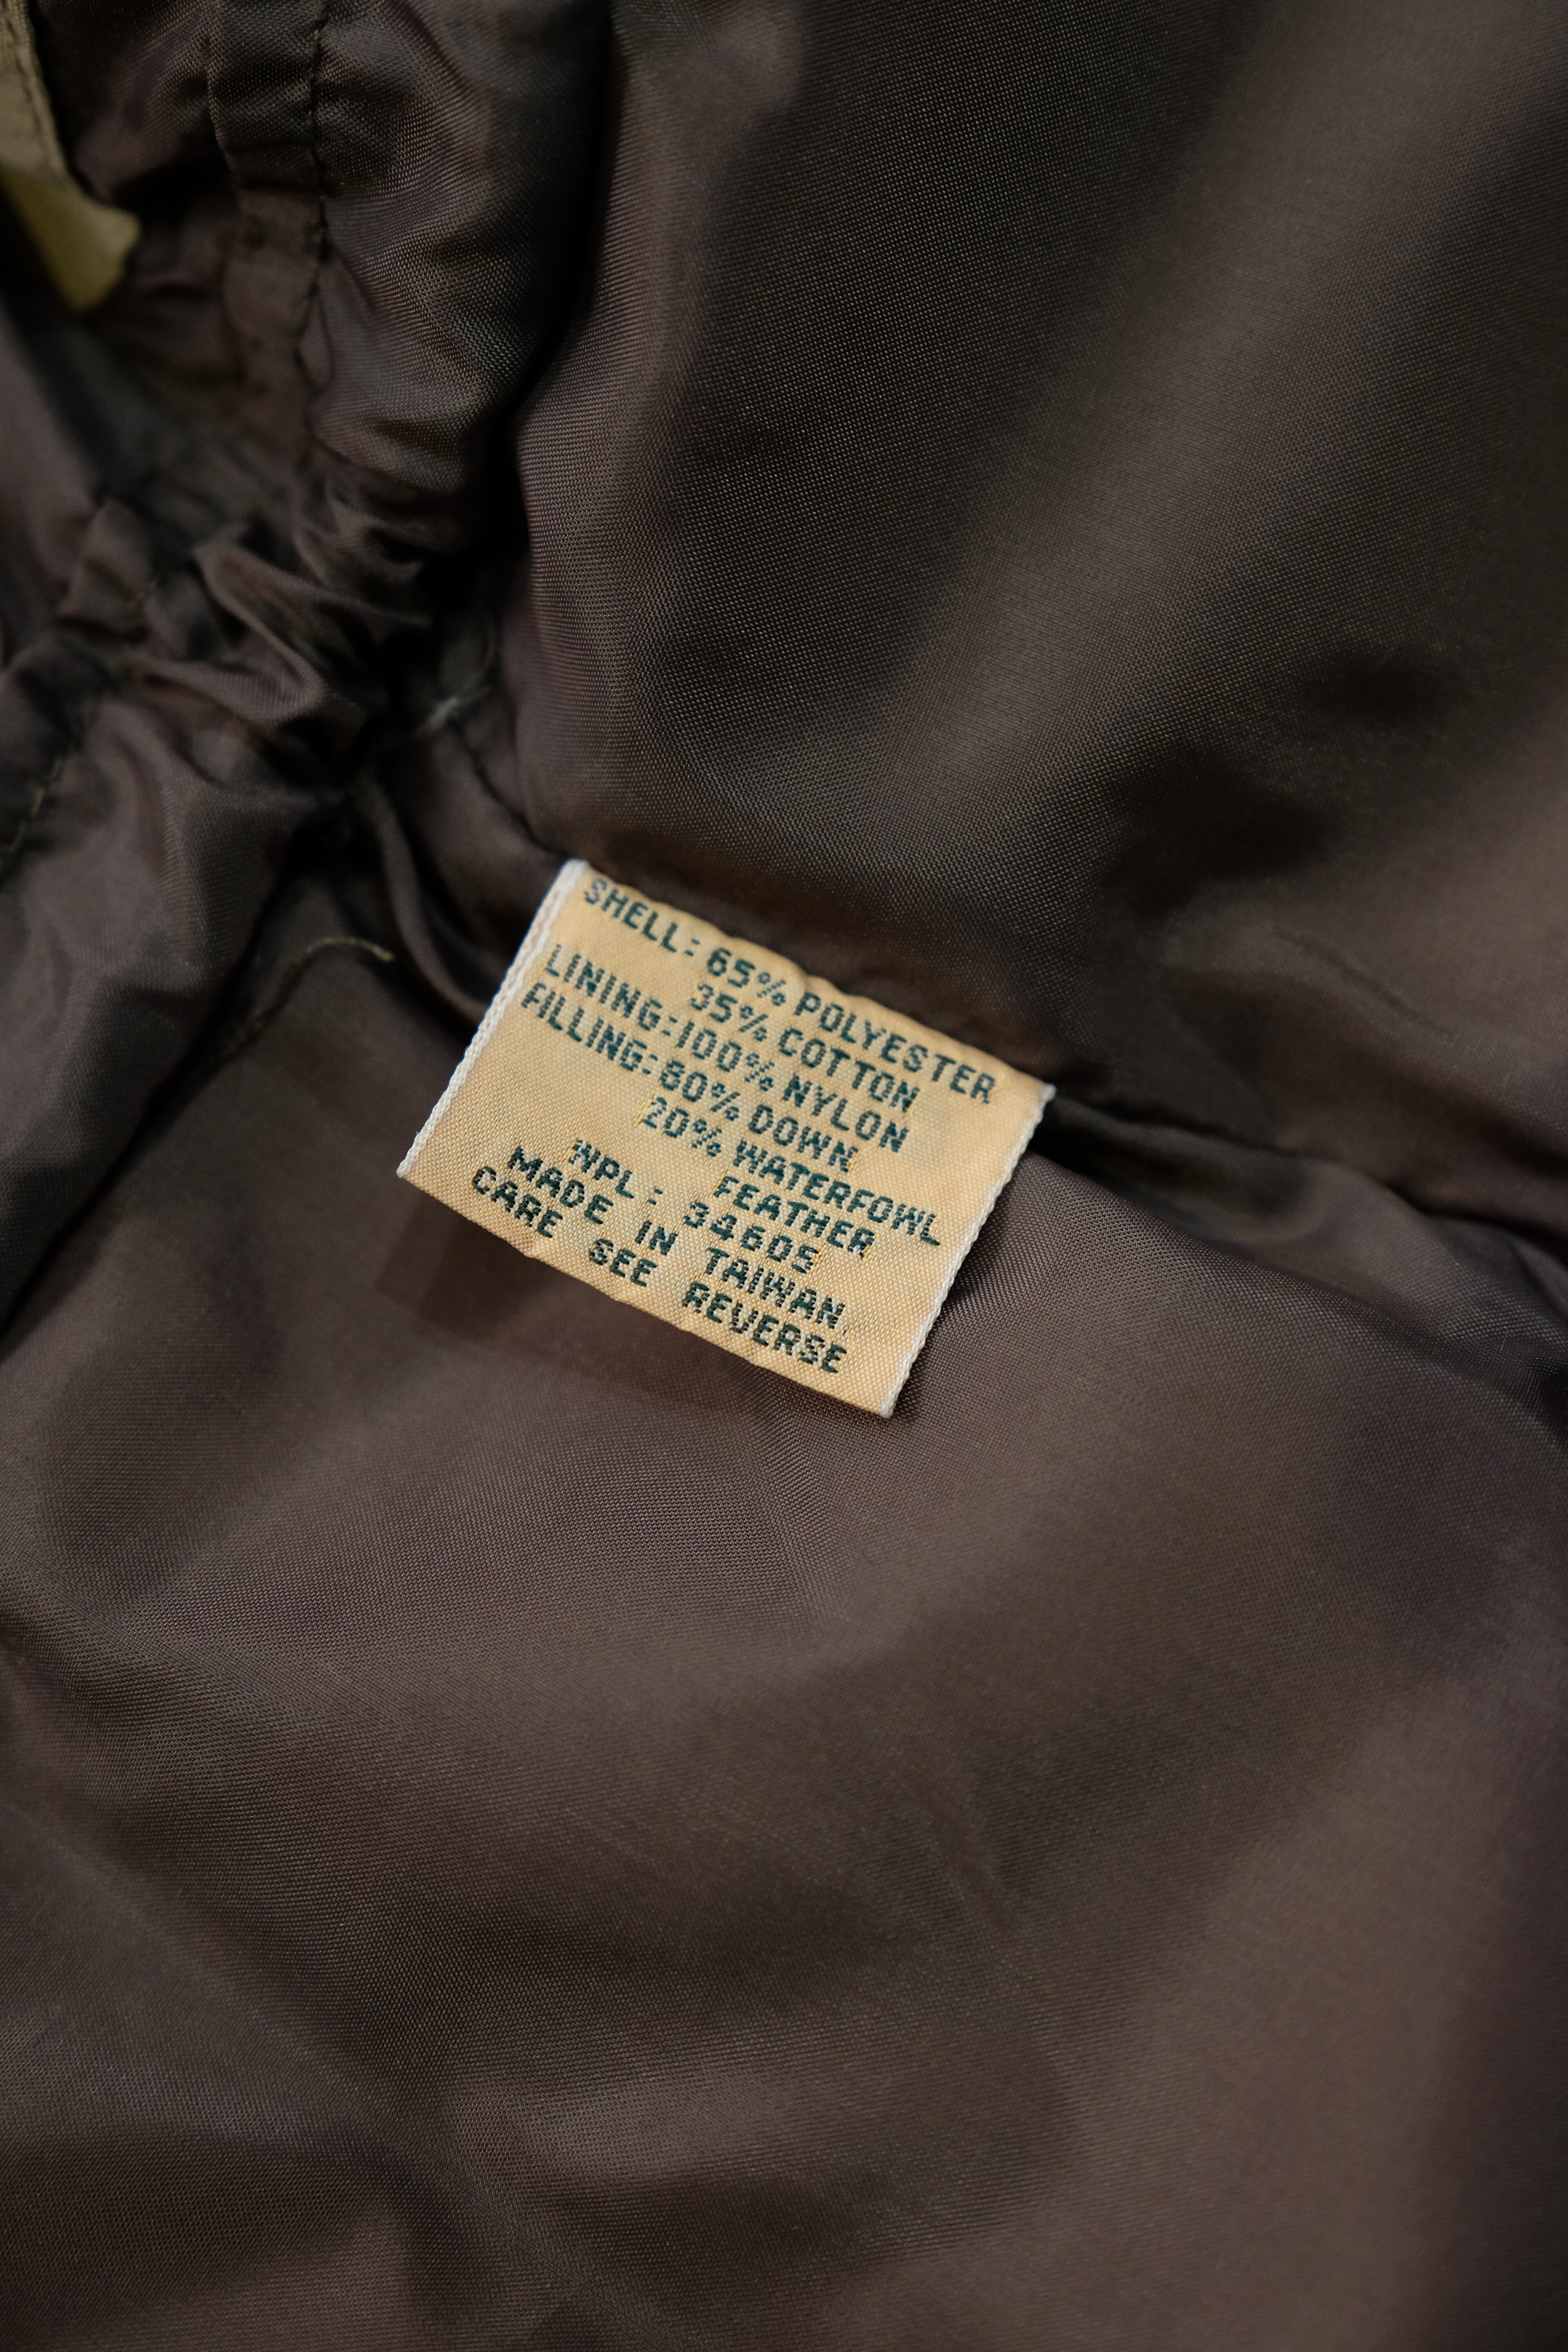 SHELL: 65% POLYESTER
35% COTTON
LINING: 100% NYLON
FILLING: 80% DOWN
20% WATERFOWL
FEATHER
WPL: 34605
MADE IN TAIWAN
CARE SEE REVERSE